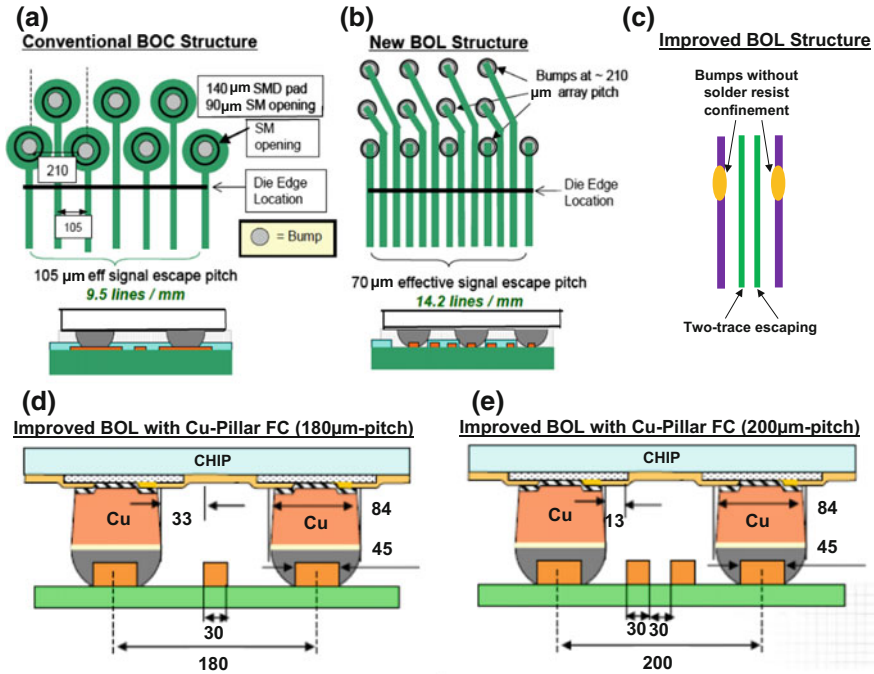 (a)
Conventional BOC Structure
140 μm SMD pad
90μm SM opening
SM
opening
210
105
Die Edge
Location
= Bump
105 μm eff signal escape pitch
9.5 lines / mm
(b)
New BOL Structure
Bumps at ~ 210
μm array pitch
Die Edge
Location
70 μm effective signal escape pitch
14.2 lines / mm
(c)
Improved BOL Structure
Bumps without
solder resist
confinement
Two-trace escaping
(d)
Improved BOL with Cu-Pillar FC (180μm-pitch)
CHIP
Cu
33
Cu
84
45
30
180
(e)
Improved BOL with Cu-Pillar FC (200μm-pitch)
CHIP
Cu
13
Cu
84
45
30 30
200